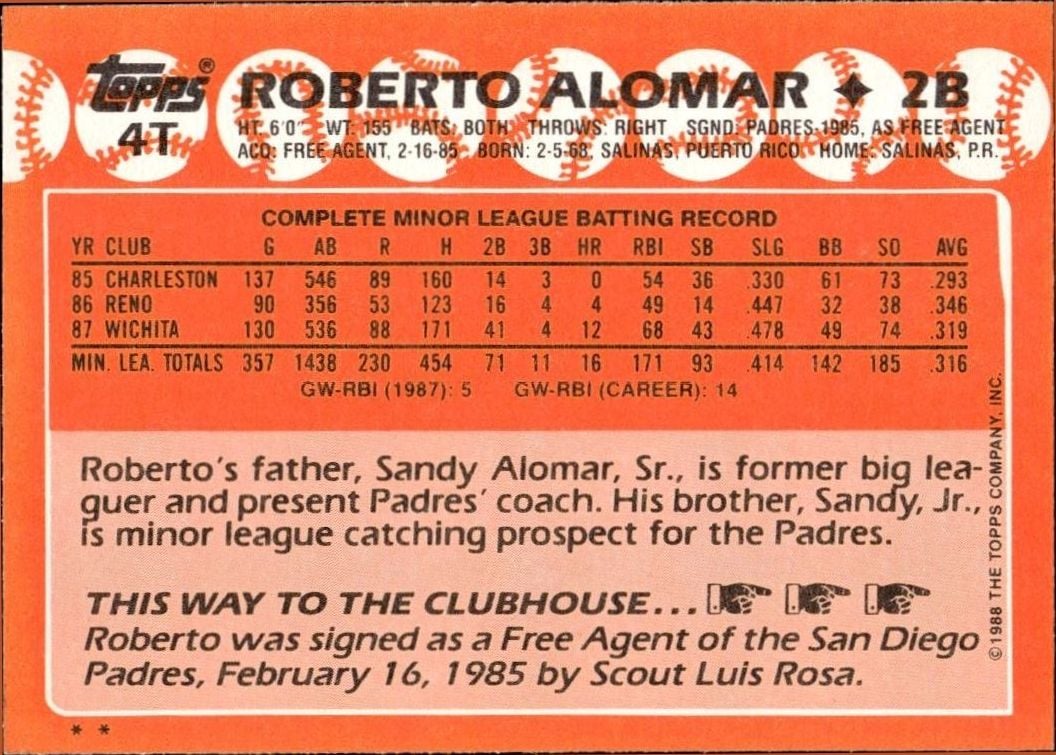 topps®
4T
ROBERTO ALOMAR ♦ 2B
HT: 6'0" WT: 155 BATS: BOTH THROWS: RIGHT SGND: PADRES-1985, AS FREE AGENT
ACQ: FREE AGENT, 2-16-85 BORN: 2-5-68, SALINAS, PUERTO RICO HOME: SALINAS, P.R.
COMPLETE MINOR LEAGUE BATTING RECORD
YR CLUB G AB R H 2B 3B HR RBI SB SLG BB SO AVG
85 CHARLESTON 137 546 89 160 14 3 0 54 36 .330 61 73 .293
86 RENO 90 356 53 123 16 4 4 49 14 .447 32 38 .346
87 WICHITA 130 536 88 171 41 4 12 68 43 .478 49 74 .319
MIN. LEA. TOTALS 357 1438 230 454 71 11 16 171 93 .414 142 185 .316
GW-RBI (1987): 5 GW-RBI (CAREER): 14
Roberto's father, Sandy Alomar, Sr., is former big lea-
guer and present Padres' coach. His brother, Sandy, Jr.,
is minor league catching prospect for the Padres.
THIS WAY TO THE CLUBHOUSE...
Roberto was signed as a Free Agent of the San Diego
Padres, February 16, 1985 by Scout Luis Rosa.
©1988 THE TOPPS COMPANY, INC.
* *